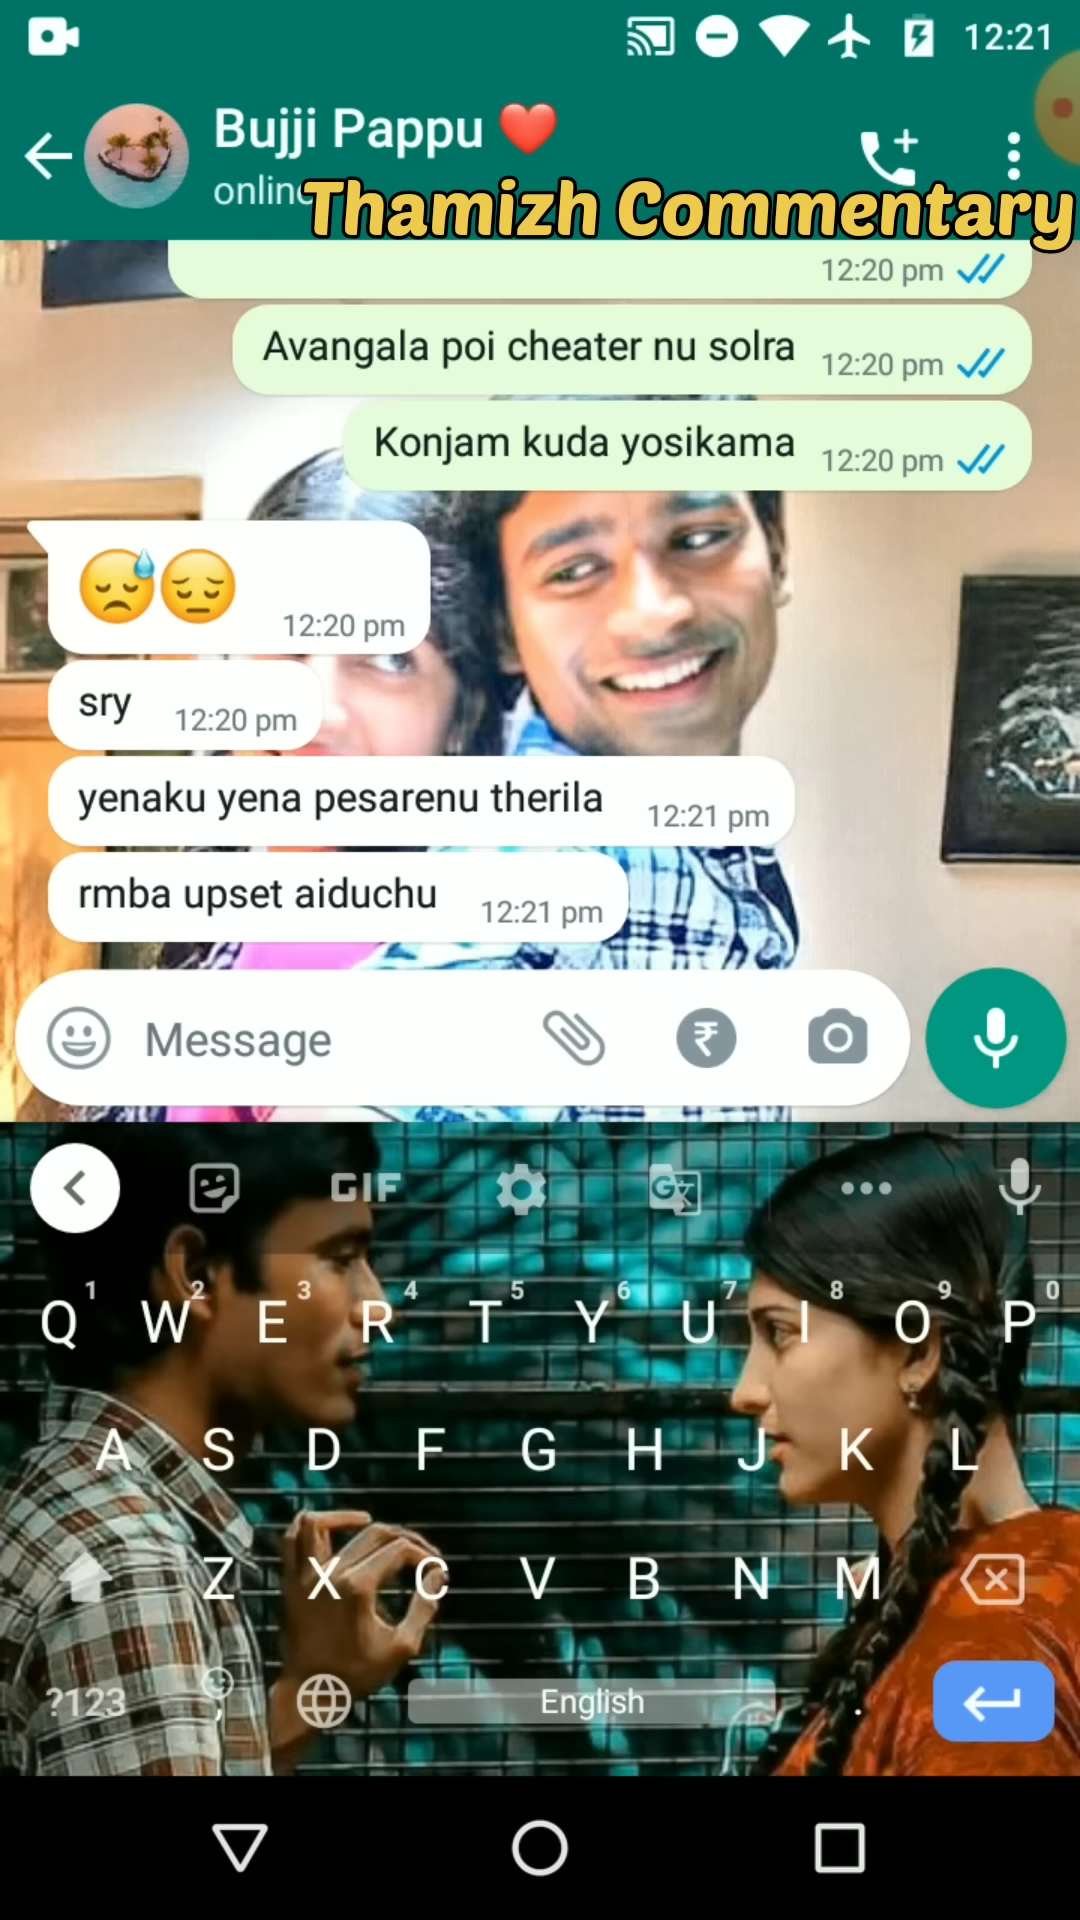 12:21
Bujji Pappu ❤️
online
Thamizh Commentary
12:20 pm
Avangala poi cheater nu solra 12:20 pm
Konjam kuda yosikama 12:20 pm
😓😔 12:20 pm
sry 12:20 pm
yenaku yena pesarenu therila 12:21 pm
rmba upset aiduchu 12:21 pm
Message
GIF
1 2 3 4 5 6 7 8 9 0
Q W E R T Y U I O P
A S D F G H J K L
Z X C V B N M
?123 , English .